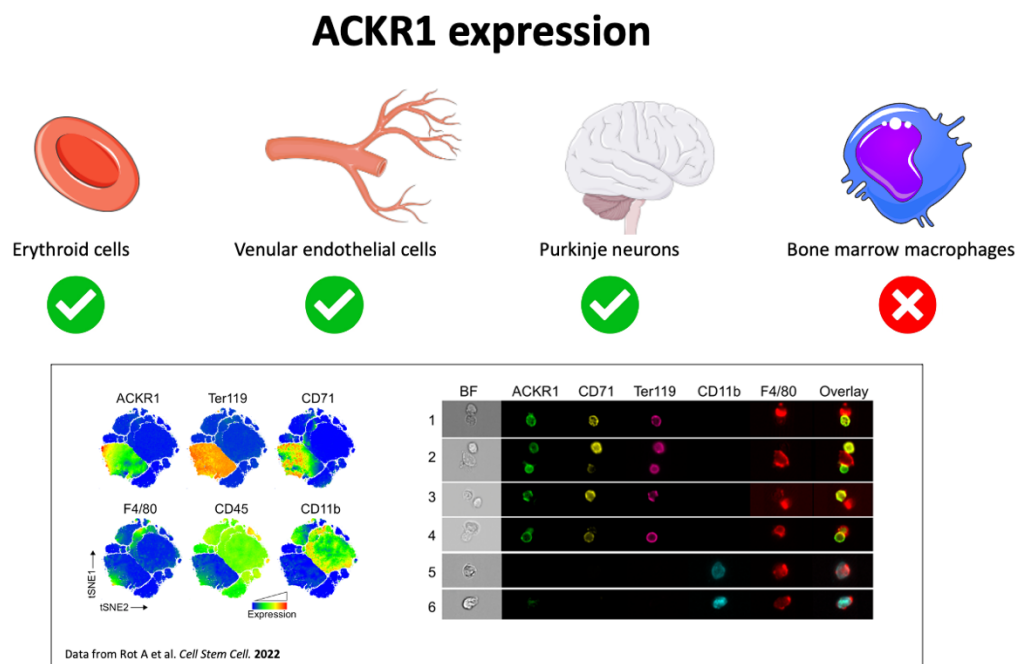 ACKR1 expression
Erythroid cells
Venular endothelial cells
Purkinje neurons
Bone marrow macrophages
ACKR1 Ter119 CD71
F4/80 CD45 CD11b
tSNE1
tSNE2
Expression
BF ACKR1 CD71 Ter119 CD11b F4/80 Overlay
1
2
3
4
5
6
Data from Rot A et al. Cell Stem Cell. 2022